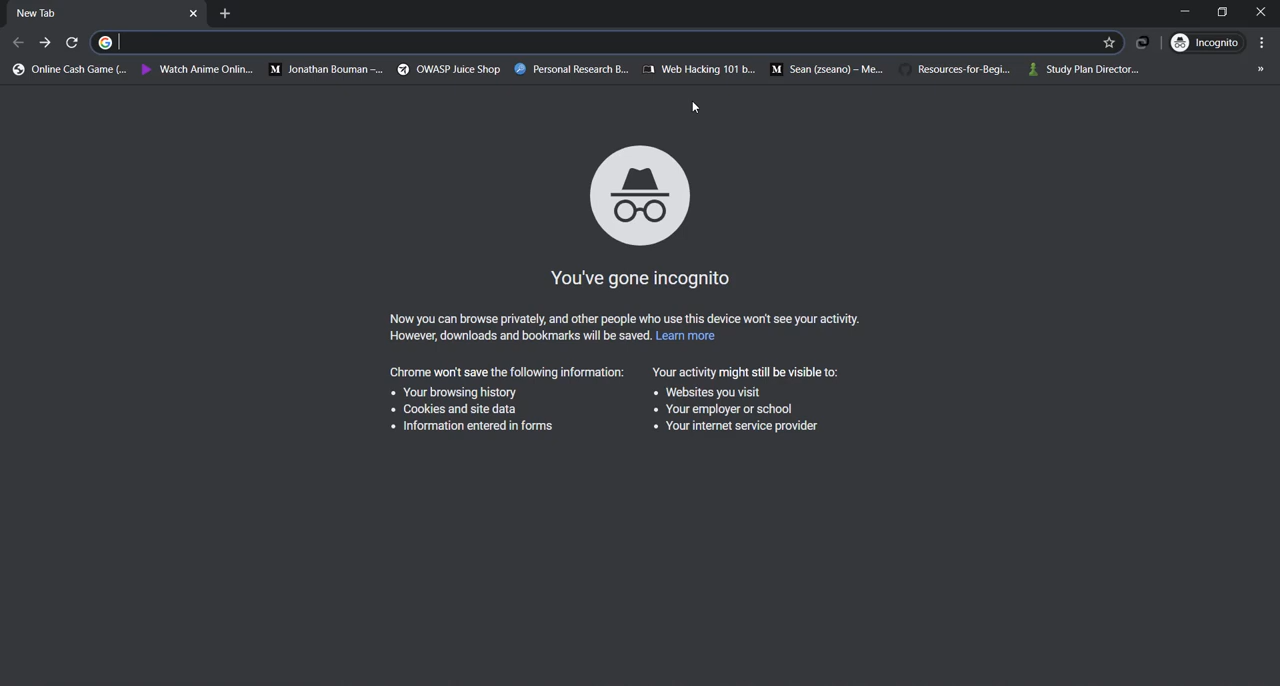 New Tab
Incognito
Online Cash Game (...
Watch Anime Onlin...
Jonathan Bouman –...
OWASP Juice Shop
Personal Research B...
Web Hacking 101 b...
Sean (zseano) – Me...
Resources-for-Begi...
Study Plan Director...
You've gone incognito
Now you can browse privately, and other people who use this device won't see your activity.
However, downloads and bookmarks will be saved. Learn more
Chrome won't save the following information:
• Your browsing history
• Cookies and site data
• Information entered in forms
Your activity might still be visible to:
• Websites you visit
• Your employer or school
• Your internet service provider